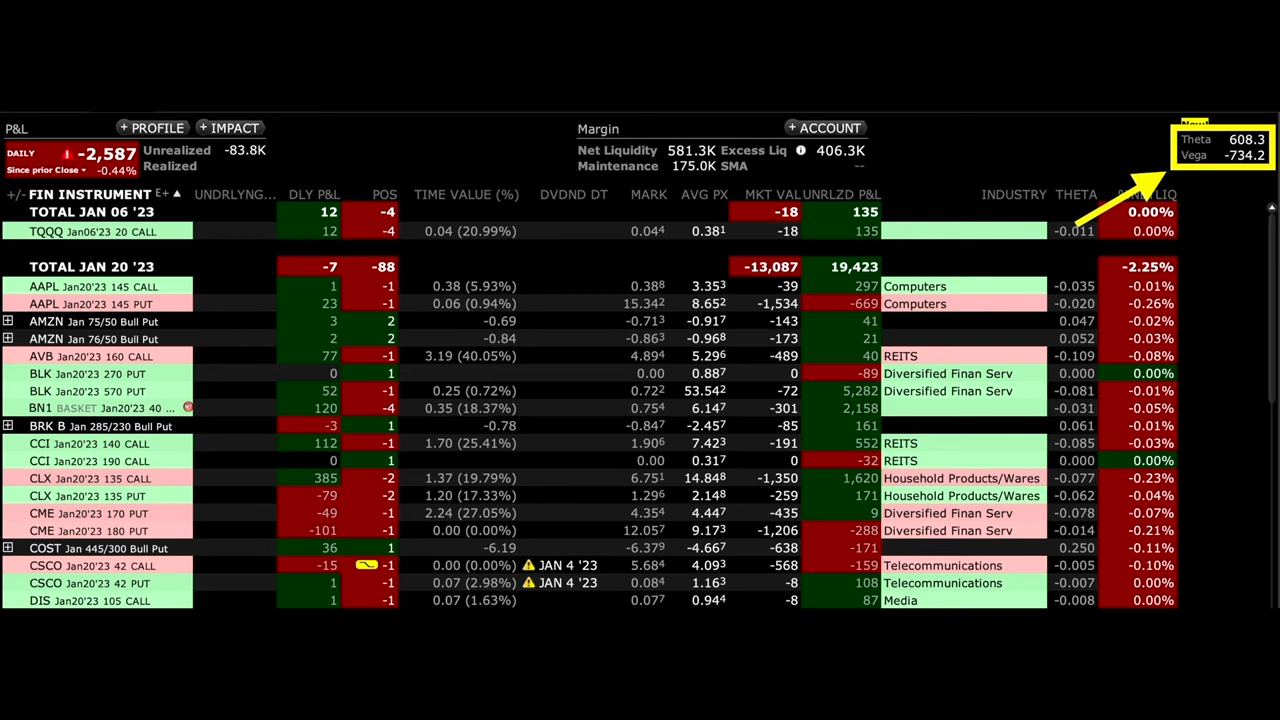 P&L + PROFILE + IMPACT Margin + ACCOUNT
DAILY ! -2,587 Unrealized -83.8K Net Liquidity 581.3K Excess Liq 406.3K Theta 608.3
Since prior Close -0.44% Realized Maintenance 175.0K SMA -- Vega -734.2
+/- FIN INSTRUMENT E+ UNDRLYNG... DLY P&L POS TIME VALUE (%) DVDND DT MARK AVG PX MKT VAL UNRLZD P&L INDUSTRY THETA
TOTAL JAN 06 '23 12 -4 -18 135 0.00%
TQQQ Jan06'23 20 CALL 12 -4 0.04 (20.99%) 0.044 0.381 -18 135 -0.011 0.00%
TOTAL JAN 20 '23 -7 -88 -13,087 19,423 -2.25%
AAPL Jan20'23 145 CALL 1 -1 0.38 (5.93%) 0.388 3.353 -39 297 Computers -0.035 -0.01%
AAPL Jan20'23 145 PUT 23 -1 0.06 (0.94%) 15.342 8.652 -1,534 -669 Computers -0.020 -0.26%
AMZN Jan 75/50 Bull Put 3 2 -0.69 -0.713 -0.917 -143 41 0.047 -0.02%
AMZN Jan 76/50 Bull Put 2 2 -0.84 -0.863 -0.968 -173 21 0.052 -0.03%
AVB Jan20'23 160 CALL 77 -1 3.19 (40.05%) 4.894 5.296 -489 40 REITS -0.109 -0.08%
BLK Jan20'23 270 PUT 0 1 0.00 0.887 0 -89 Diversified Finan Serv 0.000 0.00%
BLK Jan20'23 570 PUT 52 -1 0.25 (0.72%) 0.722 53.542 -72 5,282 Diversified Finan Serv -0.081 -0.01%
BN1 BASKET Jan20'23 40 ... 120 -4 0.35 (18.37%) 0.754 6.147 -301 2,158 -0.031 -0.05%
BRK B Jan 285/230 Bull Put -3 1 -0.78 -0.847 -2.457 -85 161 0.061 -0.01%
CCI Jan20'23 140 CALL 112 -1 1.70 (25.41%) 1.906 7.423 -191 552 REITS -0.085 -0.03%
CCI Jan20'23 190 CALL 0 1 0.00 0.317 0 -32 REITS 0.000 0.00%
CLX Jan20'23 135 CALL 385 -2 1.37 (19.79%) 6.751 14.848 -1,350 1,620 Household Products/Wares -0.077 -0.23%
CLX Jan20'23 135 PUT -79 -2 1.20 (17.33%) 1.296 2.148 -259 171 Household Products/Wares -0.062 -0.04%
CME Jan20'23 170 PUT -49 -1 2.24 (27.05%) 4.354 4.447 -435 9 Diversified Finan Serv -0.078 -0.07%
CME Jan20'23 180 PUT -101 -1 0.00 (0.00%) 12.057 9.173 -1,206 -288 Diversified Finan Serv -0.014 -0.21%
COST Jan 445/300 Bull Put 36 1 -6.19 -6.379 -4.667 -638 -171 0.250 -0.11%
CSCO Jan20'23 42 CALL -15 -1 0.00 (0.00%) JAN 4 '23 5.684 4.093 -568 -159 Telecommunications -0.005 -0.10%
CSCO Jan20'23 42 PUT 1 -1 0.07 (2.98%) JAN 4 '23 0.084 1.163 -8 108 Telecommunications -0.007 0.00%
DIS Jan20'23 105 CALL 1 -1 0.07 (1.63%) 0.077 0.944 -8 87 Media -0.008 0.00%